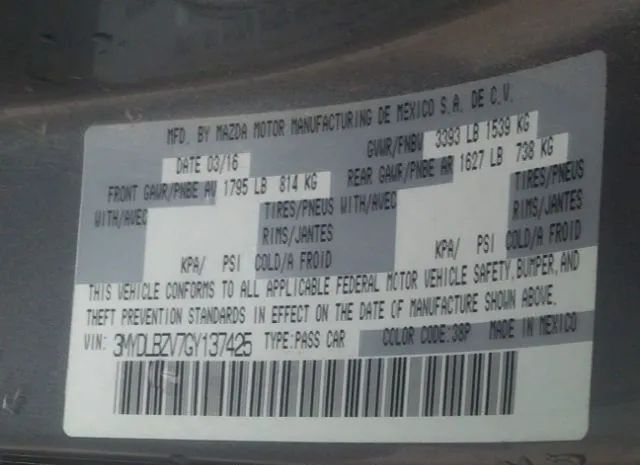 MFD. BY MAZDA MOTOR MANUFACTURING DE MEXICO S.A. DE C.V.
DATE 03/16 GVWR/PNBV 3393 LB 1539 KG
FRONT GAWR/PNBE AV 1795 LB 814 KG REAR GAWR/PNBE AR 1627 LB 738 KG
WITH/AVEC TIRES/PNEUS WITH/AVEC TIRES/PNEUS
RIMS/JANTES RIMS/JANTES
KPA/ PSI COLD/A FROID KPA/ PSI COLD/A FROID
THIS VEHICLE CONFORMS TO ALL APPLICABLE FEDERAL MOTOR VEHICLE SAFETY, BUMPER, AND
THEFT PREVENTION STANDARDS IN EFFECT ON THE DATE OF MANUFACTURE SHOWN ABOVE.
VIN: 3MYDLBZV7GY137425 TYPE:PASS CAR COLOR CODE:36P MADE IN MEXICO